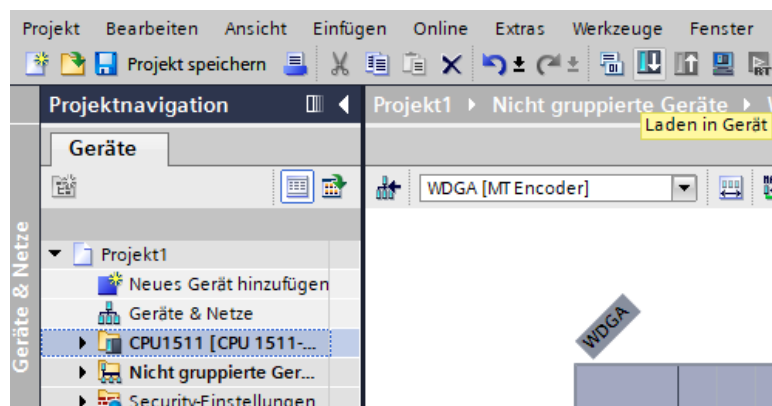 Projekt Bearbeiten Ansicht Einfügen Online Extras Werkzeuge Fenster
Projekt speichern
Projektnavigation
Projekt1 Nicht gruppierte Geräte
Laden in Gerät
Geräte
WDGA [MT Encoder]
Geräte & Netze
Projekt1
Neues Gerät hinzufügen
Geräte & Netze
CPU1511 [CPU 1511-...
Nicht gruppierte Ger...
Security-Einstellungen
WDGA